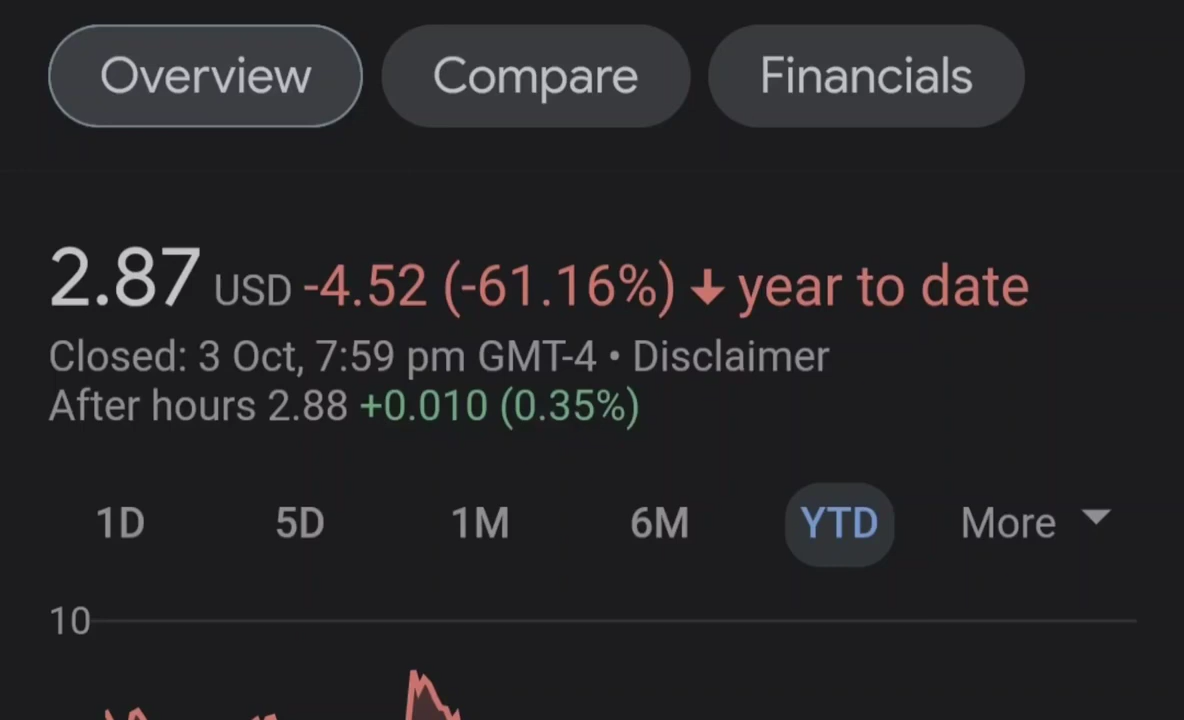 Overview Compare Financials
2.87 USD -4.52 (-61.16%) ↓ year to date
Closed: 3 Oct, 7:59 pm GMT-4 • Disclaimer
After hours 2.88 +0.010 (0.35%)
1D 5D 1M 6M YTD More
10